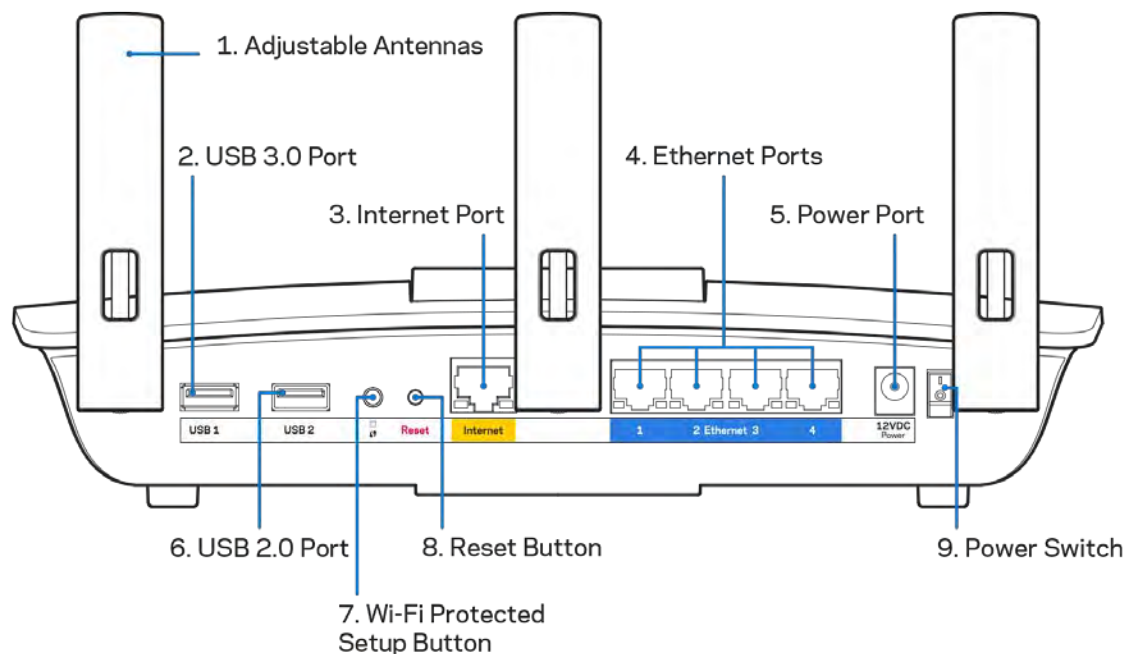 1. Adjustable Antennas
2. USB 3.0 Port
4. Ethernet Ports
3. Internet Port
5. Power Port
USB 1
USB 2
Reset
Internet
1
2 Ethernet 3
4
12VDC
Power
6. USB 2.0 Port
8. Reset Button
9. Power Switch
7. Wi-Fi Protected
Setup Button